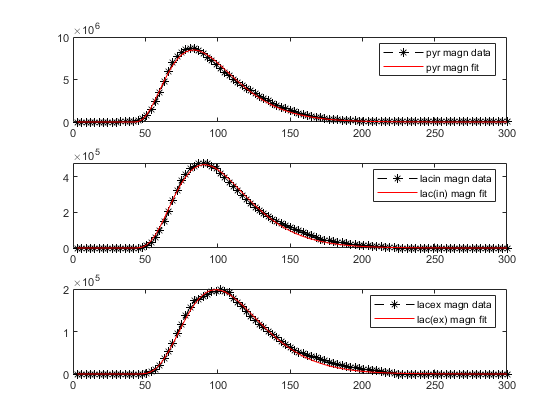 ×10^6
10
5
0
pyr magn data
pyr magn fit
0 50 100 150 200 250 300
×10^5
4
2
0
lacin magn data
lac(in) magn fit
0 50 100 150 200 250 300
×10^5
2
1
0
lacex magn data
lac(ex) magn fit
0 50 100 150 200 250 300